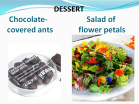 DESSERT
Chocolate-
covered ants
Salad of
flower petals